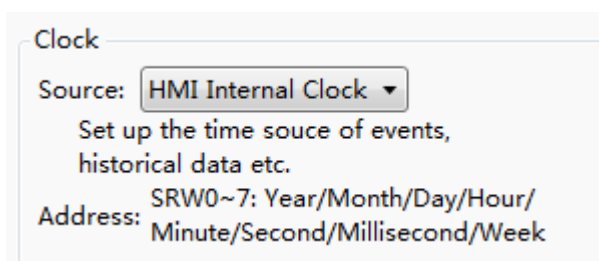 Clock
Source: HMI Internal Clock
Set up the time souce of events,
historical data etc.
Address: SRW0~7: Year/Month/Day/Hour/
Minute/Second/Millisecond/Week